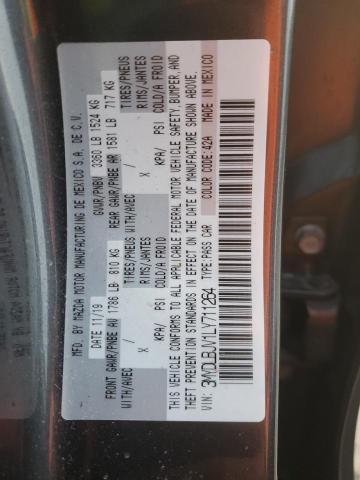 MFD. BY MAZDA MOTOR MANUFACTURING DE MEXICO S.A. DE C.V.
DATE 11/19 GVWR/PNBV 3360 LB 1524 KG
FRONT GAWR/PNBE AV 1786 LB 810 KG REAR GAWR/PNBE AR 1581 LB 717 KG
WITH/AVEC TIRES/PNEUS WITH/AVEC TIRES/PNEUS
X RIMS/JANTES X RIMS/JANTES
KPA/ PSI COLD/A FROID KPA/ PSI COLD/A FROID
THIS VEHICLE CONFORMS TO ALL APPLICABLE FEDERAL MOTOR VEHICLE SAFETY, BUMPER, AND
THEFT PREVENTION STANDARDS IN EFFECT ON THE DATE OF MANUFACTURE SHOWN ABOVE.
VIN: 3MYDLBJV1LY711264 TYPE:PASS CAR COLOR CODE:42A MADE IN MEXICO